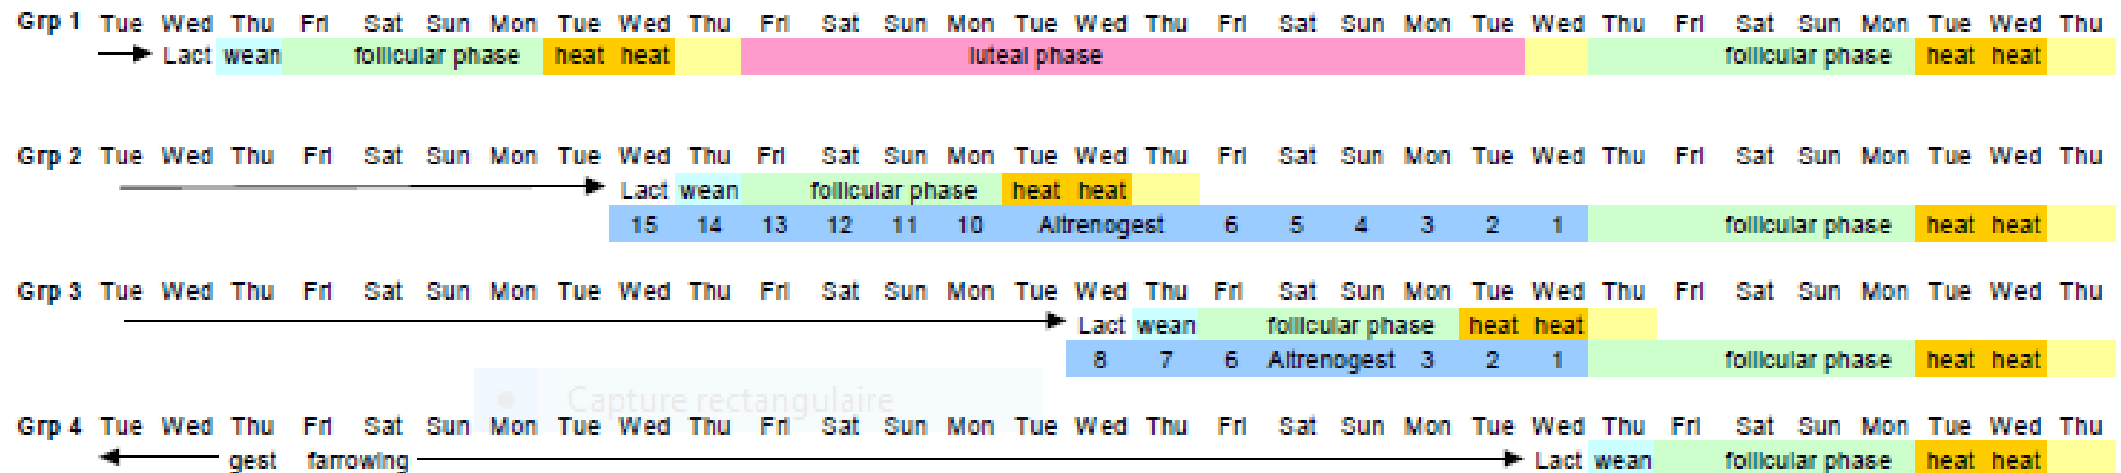 Grp 1 Tue Wed Thu Fri Sat Sun Mon Tue Wed Thu Fri Sat Sun Mon Tue Wed Thu Fri Sat Sun Mon Tue Wed Thu Fri Sat Sun Mon Tue Wed Thu
Lact wean follicular phase heat heat luteal phase follicular phase heat heat
Grp 2 Tue Wed Thu Fri Sat Sun Mon Tue Wed Thu Fri Sat Sun Mon Tue Wed Thu Fri Sat Sun Mon Tue Wed Thu Fri Sat Sun Mon Tue Wed Thu
Lact wean follicular phase heat heat
15 14 13 12 11 10 Altrenogest 6 5 4 3 2 1 follicular phase heat heat
Grp 3 Tue Wed Thu Fri Sat Sun Mon Tue Wed Thu Fri Sat Sun Mon Tue Wed Thu Fri Sat Sun Mon Tue Wed Thu Fri Sat Sun Mon Tue Wed Thu
Lact wean follicular phase heat heat
8 7 6 Altrenogest 3 2 1 follicular phase heat heat
Capture rectangulaire
Grp 4 Tue Wed Thu Fri Sat Sun Mon Tue Wed Thu Fri Sat Sun Mon Tue Wed Thu Fri Sat Sun Mon Tue Wed Thu Fri Sat Sun Mon Tue Wed Thu
gest farrowing Lact wean follicular phase heat heat